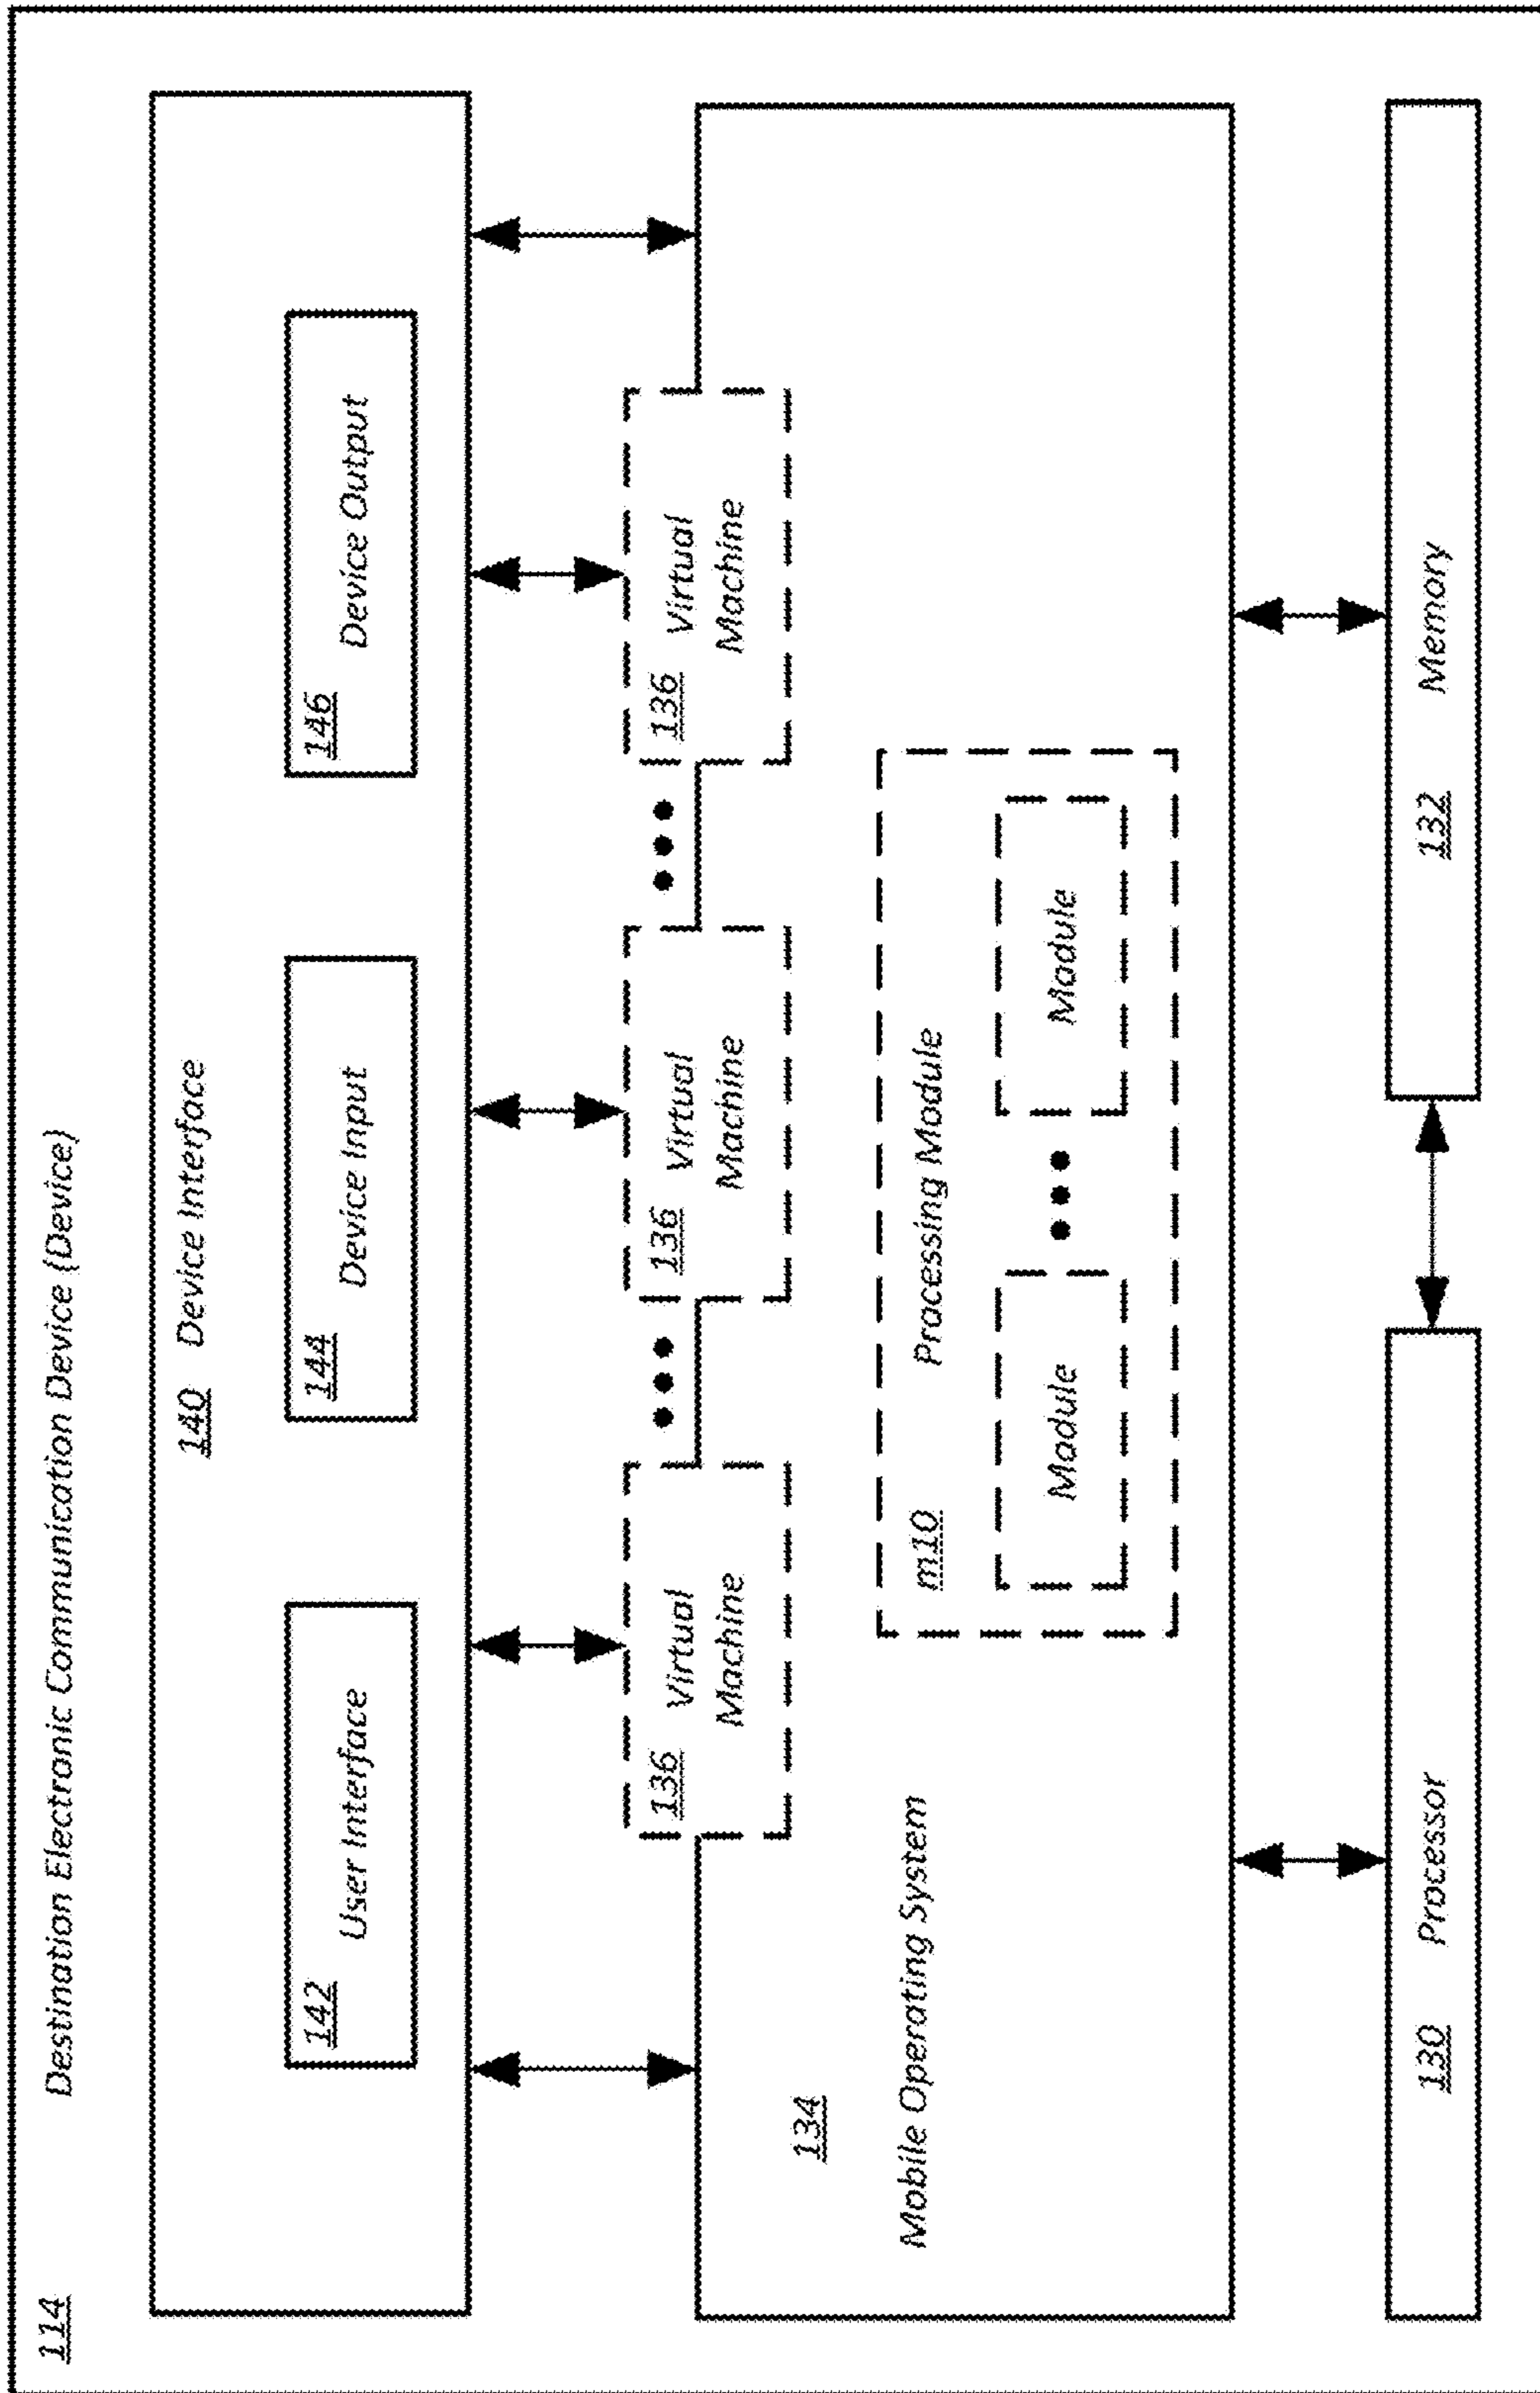 114 Destination Electronic Communication Device (Device)
140 Device Interface
142
User Interface
144
Device Input
146
Device Output
136 Virtual
Machine
136 Virtual
Machine
136 Virtual
Machine
134
Mobile Operating System
m10 Processing Module
Module
Module
130 Processor
132 Memory